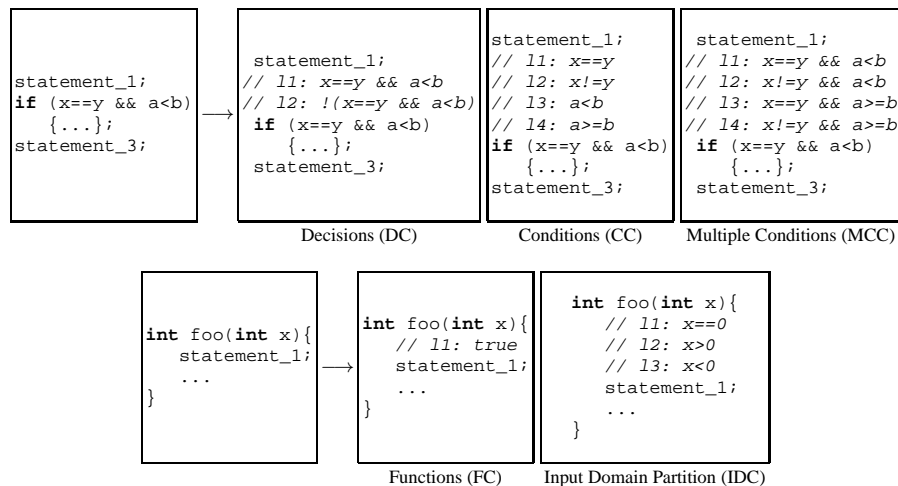 statement_1;
if (x==y && a<b)
{...};
statement_3;
→
statement_1;
// l1: x==y && a<b
// l2: !(x==y && a<b)
if (x==y && a<b)
{...};
statement_3;
Decisions (DC)
statement_1;
// l1: x==y
// l2: x!=y
// l3: a<b
// l4: a>=b
if (x==y && a<b)
{...};
statement_3;
Conditions (CC)
statement_1;
// l1: x==y && a<b
// l2: x!=y && a<b
// l3: x==y && a>=b
// l4: x!=y && a>=b
if (x==y && a<b)
{...};
statement_3;
Multiple Conditions (MCC)
int foo(int x){
statement_1;
...
}
→
int foo(int x){
// l1: true
statement_1;
...
}
Functions (FC)
int foo(int x){
// l1: x==0
// l2: x>0
// l3: x<0
statement_1;
...
}
Input Domain Partition (IDC)